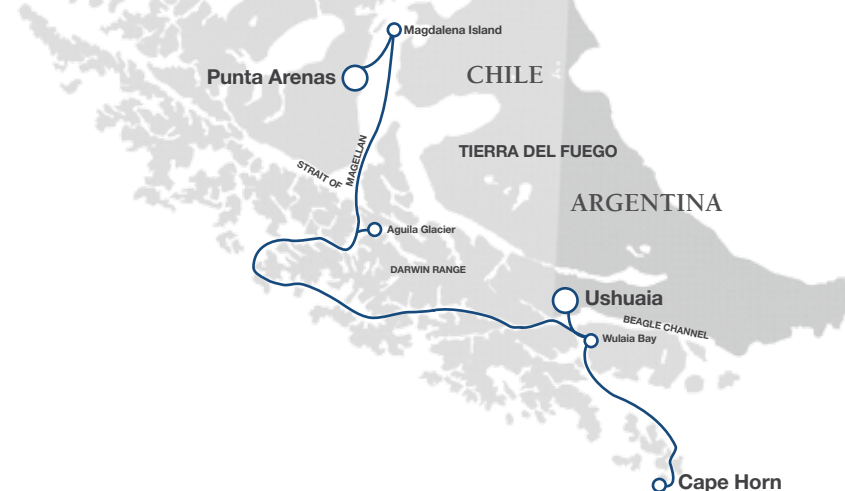 Magdalena Island
Punta Arenas
CHILE
STRAIT OF
MAGELLAN
TIERRA DEL FUEGO
ARGENTINA
Aguila Glacier
DARWIN RANGE
Ushuaia
BEAGLE CHANNEL
Wulaia Bay
Cape Horn